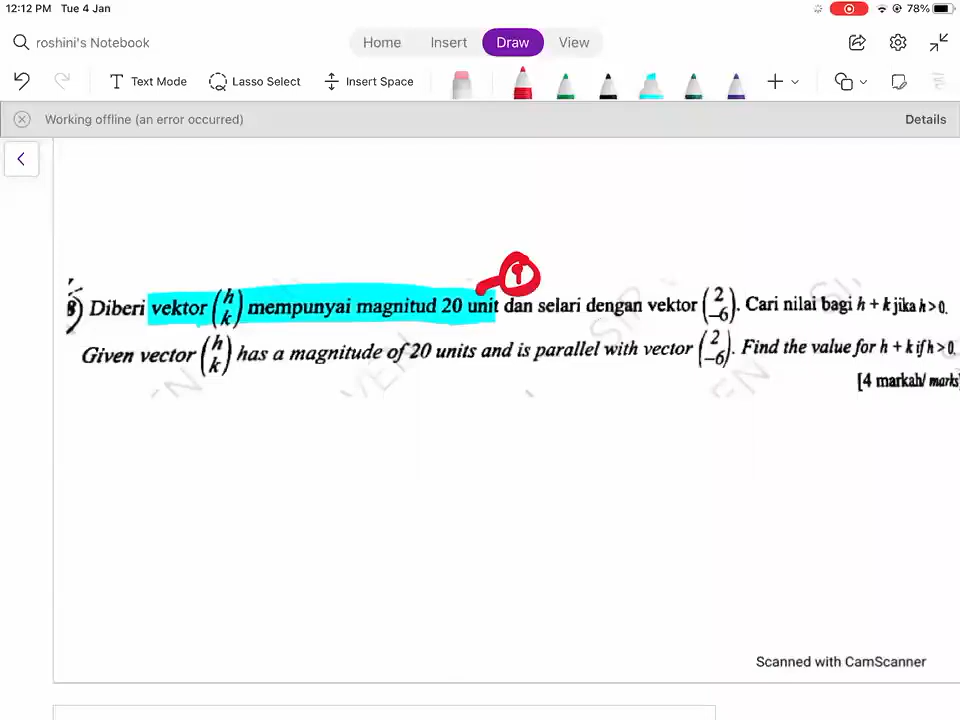 12:12 PM Tue 4 Jan
78%
roshini's Notebook
Home Insert Draw View
Text Mode Lasso Select Insert Space
Working offline (an error occurred)
Details
1
8) Diberi vektor (h k) mempunyai magnitud 20 unit dan selari dengan vektor (2 -6). Cari nilai bagi h + k jika h > 0.
Given vector (h k) has a magnitude of 20 units and is parallel with vector (2 -6). Find the value for h + k if h > 0.
[4 markah/ marks]
Scanned with CamScanner